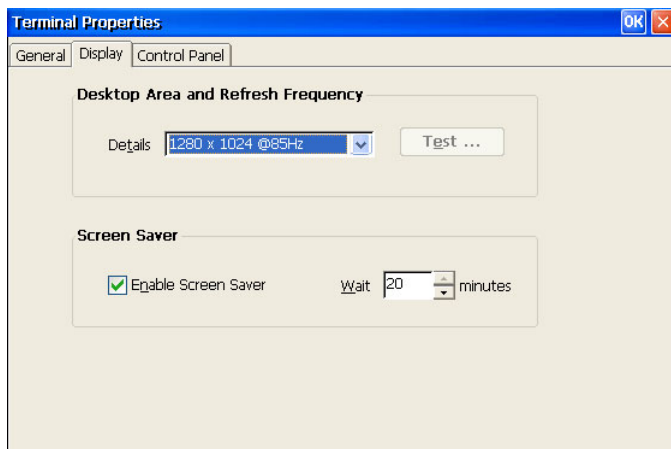 Terminal Properties OK
General Display Control Panel
Desktop Area and Refresh Frequency
Details 1280 x 1024 @85Hz Test ...
Screen Saver
Enable Screen Saver Wait 20 minutes